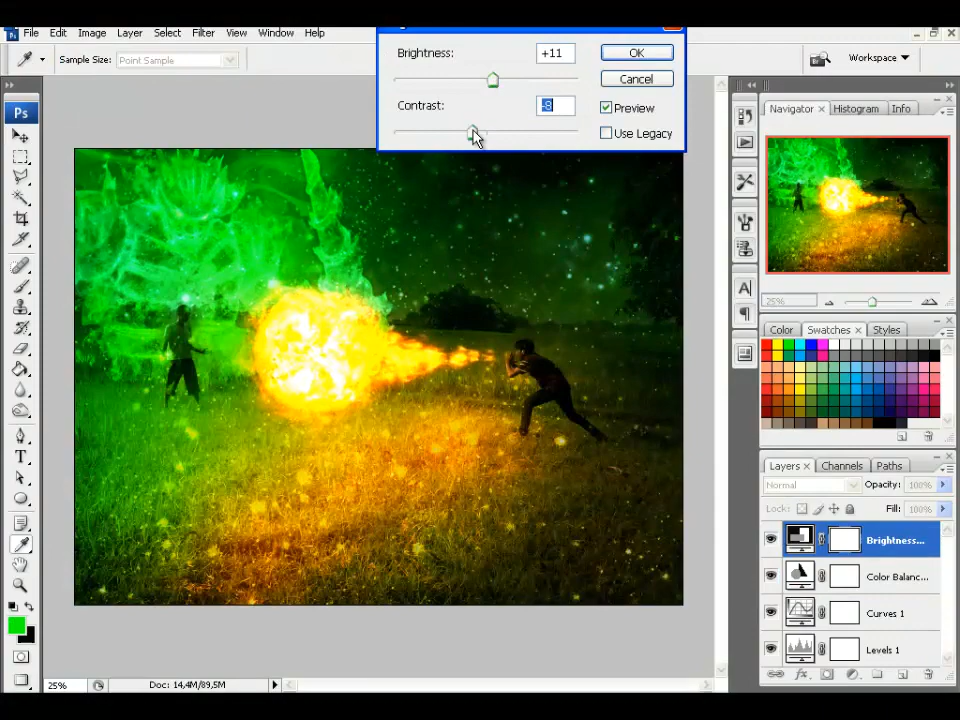 File Edit Image Layer Select Filter View Window Help
Sample Size: Point Sample
Workspace
Brightness: +11
OK
Cancel
Contrast: -8
Preview
Use Legacy
Ps
Navigator × Histogram Info
25%
Color Swatches × Styles
Layers × Channels Paths
Normal Opacity: 100%
Lock: Fill: 100%
Brightness...
Color Balanc...
Curves 1
Levels 1
A
T
25% Doc: 14,4M/89,5M